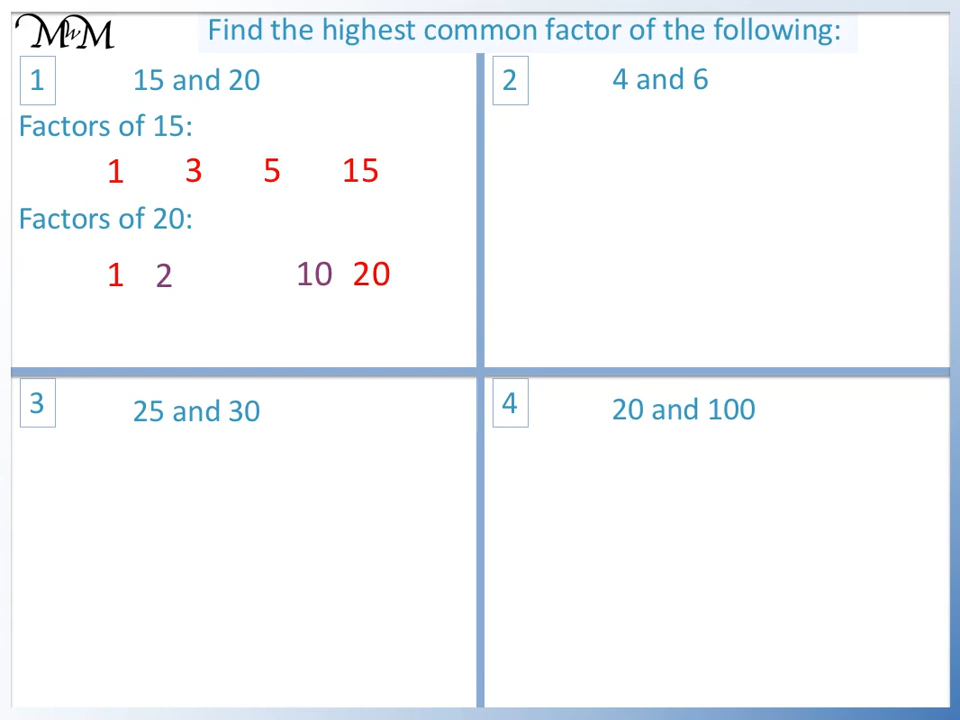 MwM
Find the highest common factor of the following:
1 15 and 20
Factors of 15:
1 3 5 15
Factors of 20:
1 2 10 20
2 4 and 6
3 25 and 30
4 20 and 100